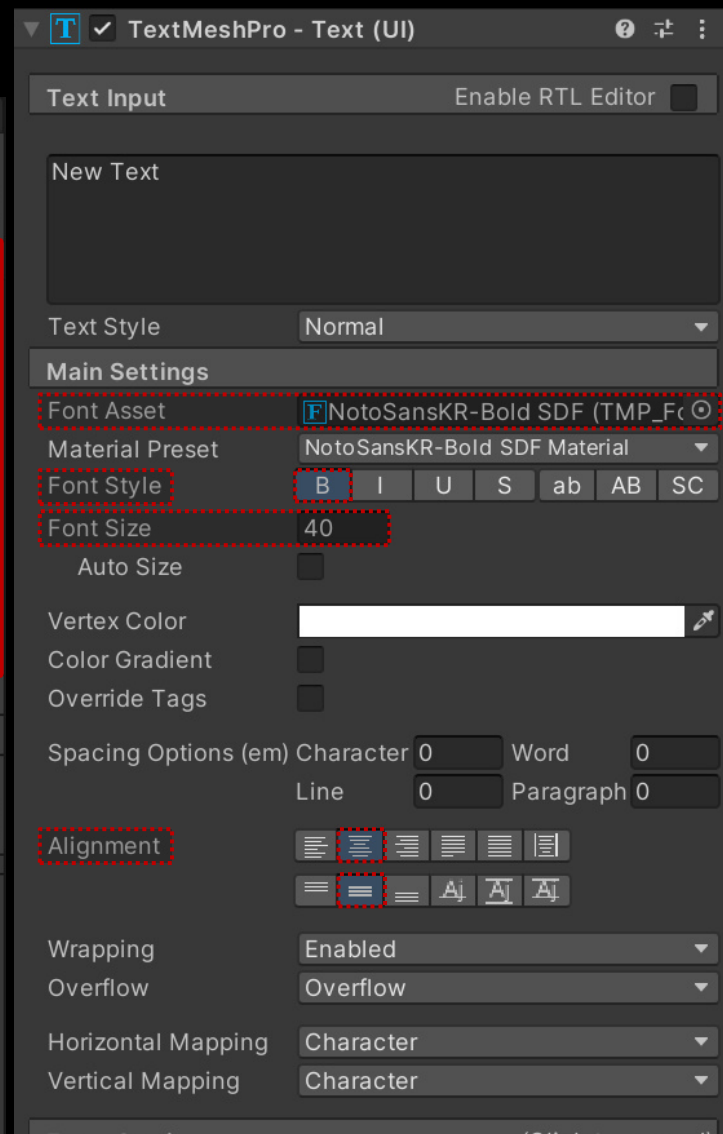 TextMeshPro - Text (UI)
Text Input Enable RTL Editor
New Text
Text Style Normal
Main Settings
Font Asset NotoSansKR-Bold SDF (TMP_Fo
Material Preset NotoSansKR-Bold SDF Material
Font Style B I U S ab AB SC
Font Size 40
Auto Size
Vertex Color
Color Gradient
Override Tags
Spacing Options (em) Character 0 Word 0
Line 0 Paragraph 0
Alignment
Wrapping Enabled
Overflow Overflow
Horizontal Mapping Character
Vertical Mapping Character